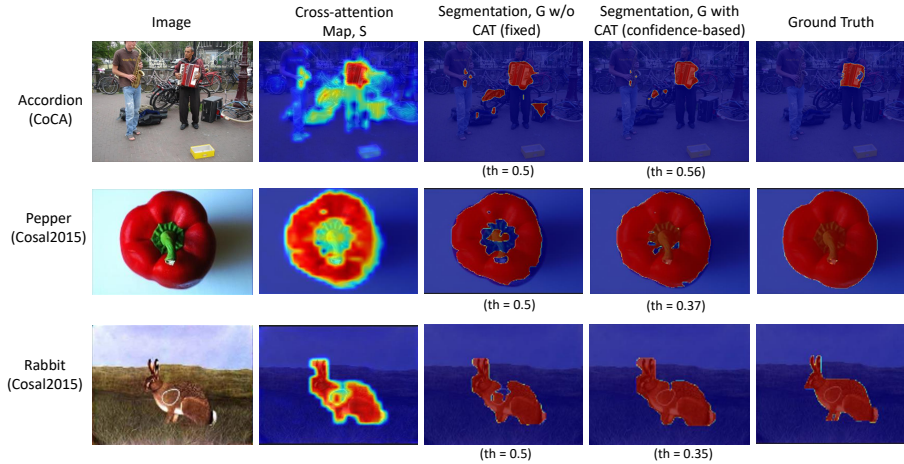 Image
Cross-attention
Map, S
Segmentation, G w/o
CAT (fixed)
Segmentation, G with
CAT (confidence-based)
Ground Truth
Accordion
(CoCA)
(th = 0.5)
(th = 0.56)
Pepper
(Cosal2015)
(th = 0.5)
(th = 0.37)
Rabbit
(Cosal2015)
(th = 0.5)
(th = 0.35)